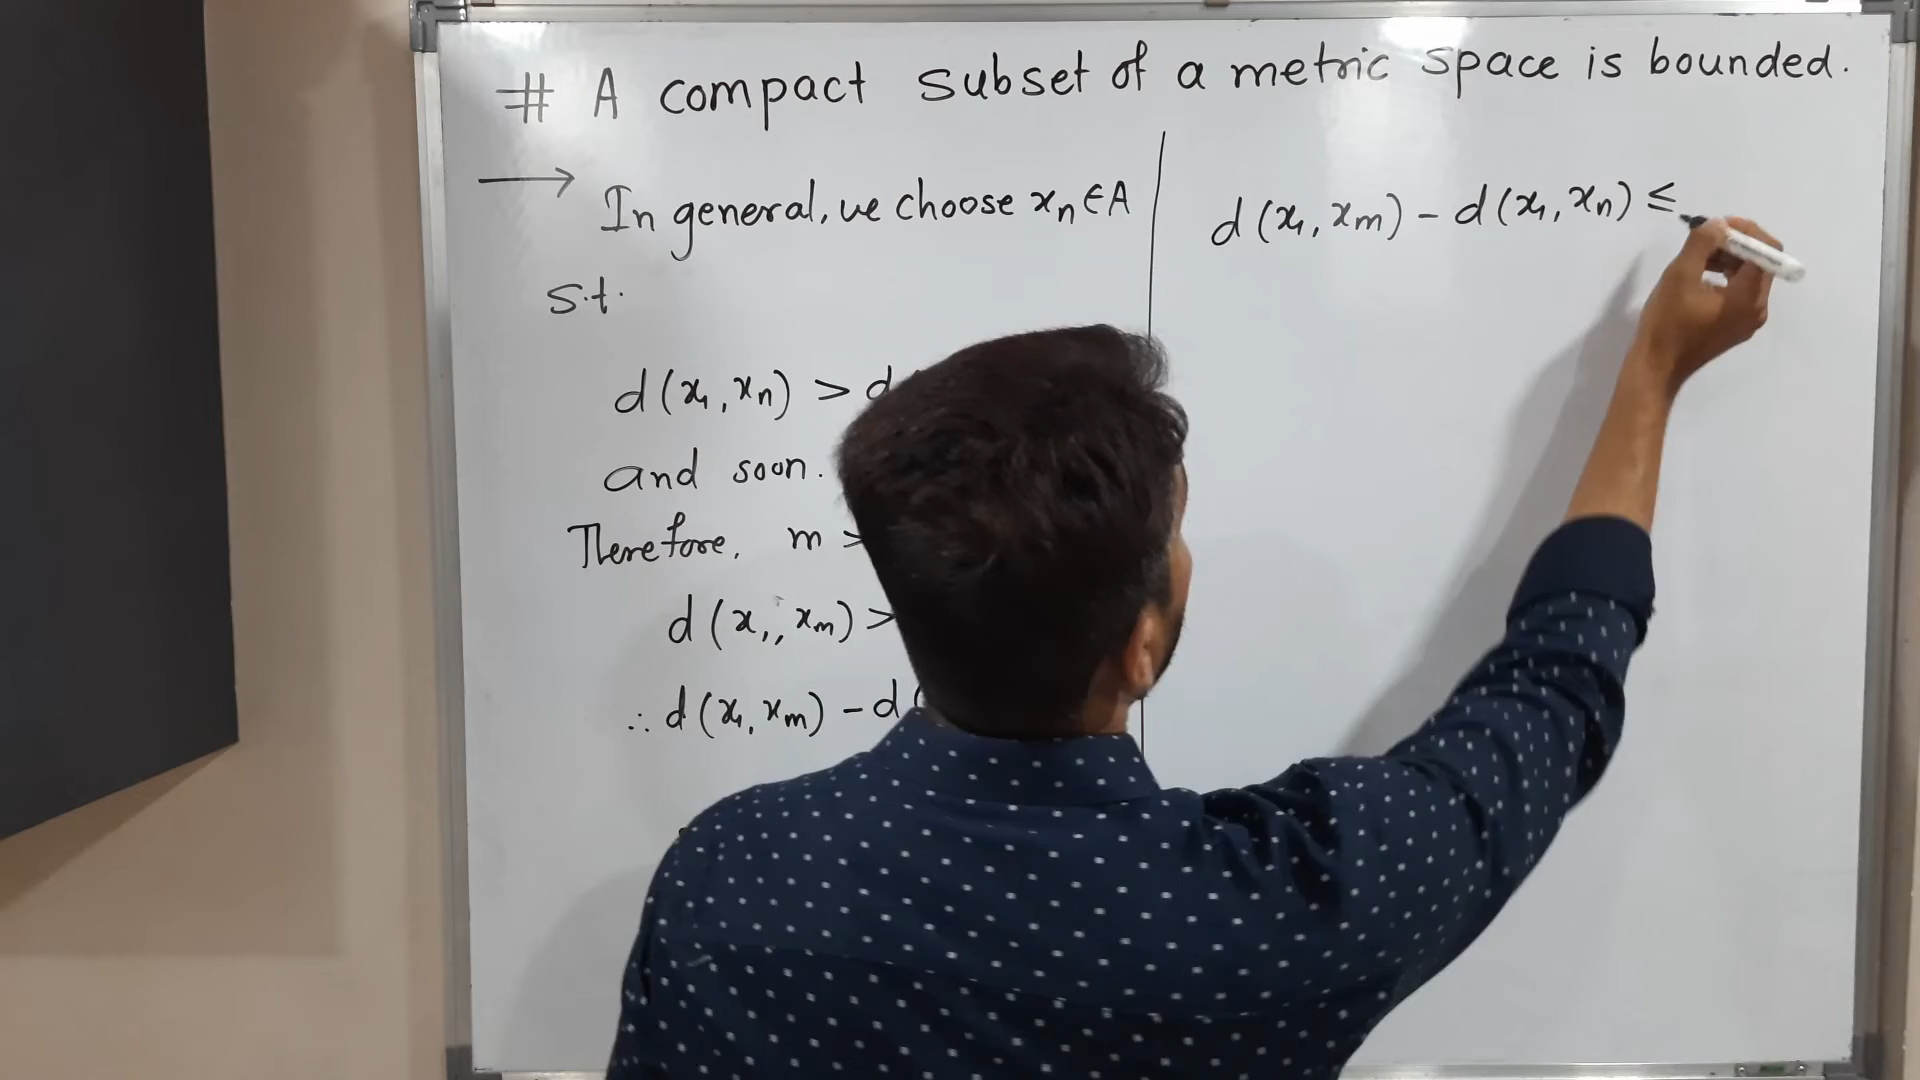 # A compact subset of a metric space is bounded.
→ In general, we choose xₙ ∈ A
s.t.
d(x₁, xₙ) > d
and soon.
Therefore, m >
d(x₁, xₘ) >
∴ d(x₁, xₘ) - d(
d(x₁, xₘ) - d(x₁, xₙ) ≤